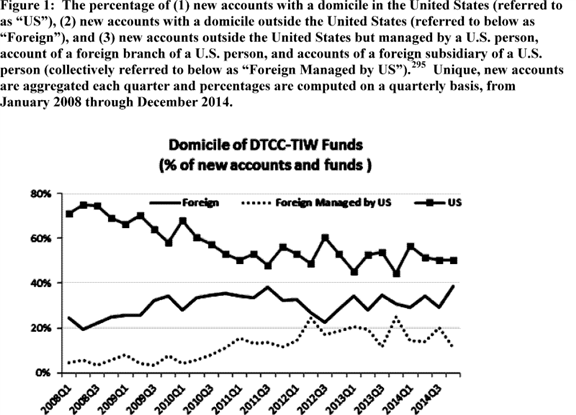 Figure 1: The percentage of (1) new accounts with a domicile in the United States (referred to
as “US”), (2) new accounts with a domicile outside the United States (referred to below as
“Foreign”), and (3) new accounts outside the United States but managed by a U.S. person,
account of a foreign branch of a U.S. person, and accounts of a foreign subsidiary of a U.S.
person (collectively referred to below as “Foreign Managed by US”).295 Unique, new accounts
are aggregated each quarter and percentages are computed on a quarterly basis, from
January 2008 through December 2014.
Domicile of DTCC-TIW Funds
(% of new accounts and funds )
Foreign Foreign Managed by US US
80%
60%
40%
20%
0%
2008Q1 2008Q3 2009Q1 2009Q3 2010Q1 2010Q3 2011Q1 2011Q3 2012Q1 2012Q3 2013Q1 2013Q3 2014Q1 2014Q3